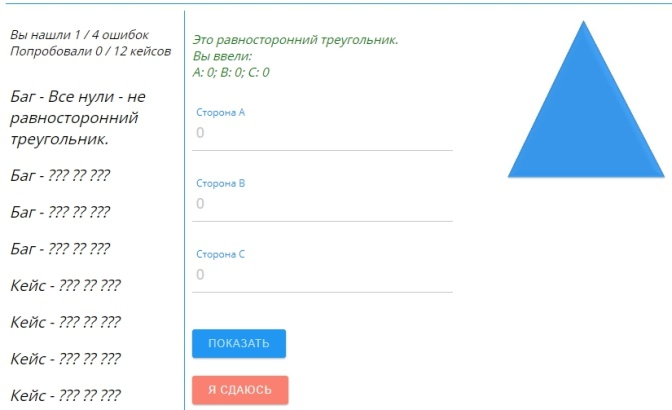 Вы нашли 1 / 4 ошибок
Попробовали 0 / 12 кейсов
Баг - Все нули - не
равносторонний
треугольник.
Баг - ??? ?? ???
Баг - ??? ?? ???
Баг - ??? ?? ???
Кейс - ??? ?? ???
Кейс - ??? ?? ???
Кейс - ??? ?? ???
Кейс - ??? ?? ???
Это равносторонний треугольник.
Вы ввели:
A: 0; B: 0; C: 0
Сторона A
0
Сторона B
0
Сторона C
0
ПОКАЗАТЬ
Я СДАЮСЬ